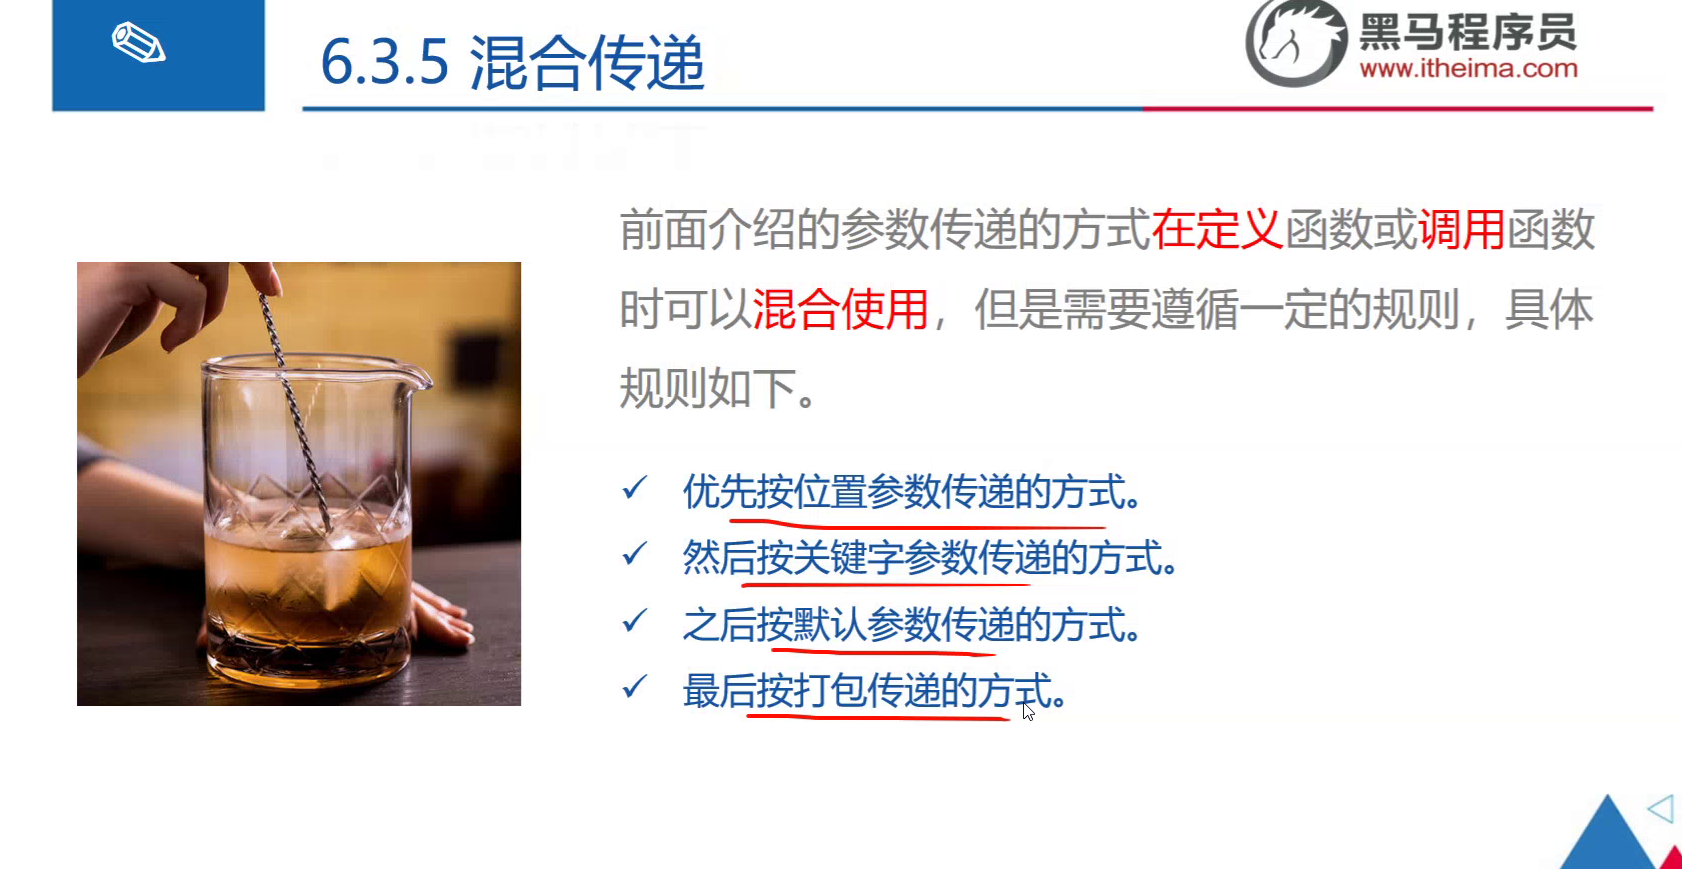 6.3.5 混合传递
黑马程序员
www.itheima.com
前面介绍的参数传递的方式在定义函数或调用函数
时可以混合使用，但是需要遵循一定的规则，具体
规则如下。
✓ 优先按位置参数传递的方式。
✓ 然后按关键字参数传递的方式。
✓ 之后按默认参数传递的方式。
✓ 最后按打包传递的方式。